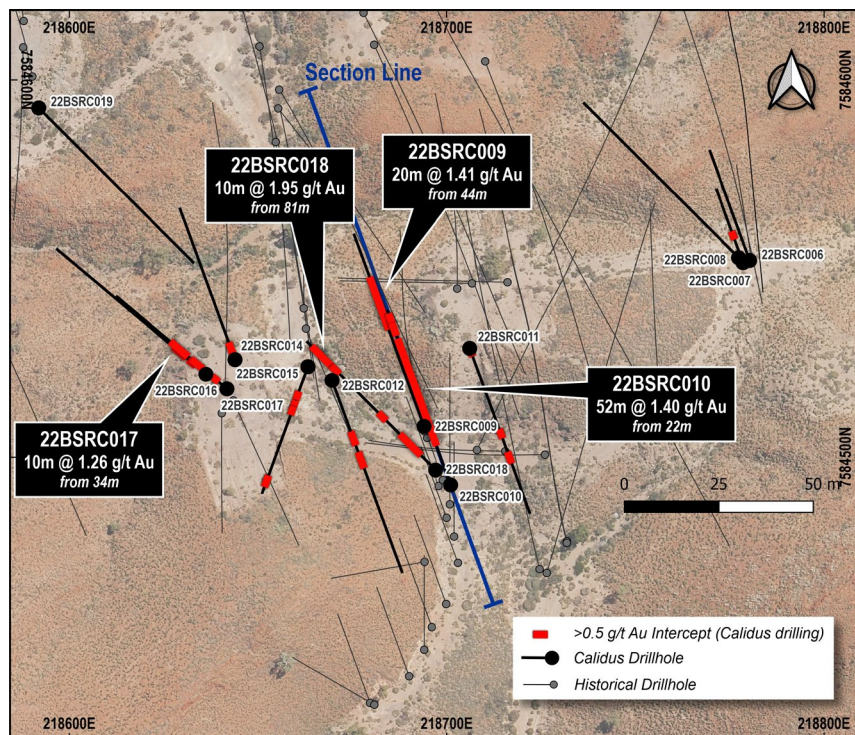 218600E
218700E
218800E
7584600N
7584600N
Section Line
22BSRC019
22BSRC018
10m @ 1.95 g/t Au
from 81m
22BSRC009
20m @ 1.41 g/t Au
from 44m
22BSRC008
22BSRC006
22BSRC007
22BSRC011
22BSRC014
22BSRC015
22BSRC012
22BSRC016
22BSRC017
22BSRC010
52m @ 1.40 g/t Au
from 22m
22BSRC017
10m @ 1.26 g/t Au
from 34m
22BSRC009
22BSRC018
22BSRC010
7584500N
0
25
50 m
>0.5 g/t Au Intercept (Calidus drilling)
Calidus Drillhole
Historical Drillhole
218600E
218700E
218800E